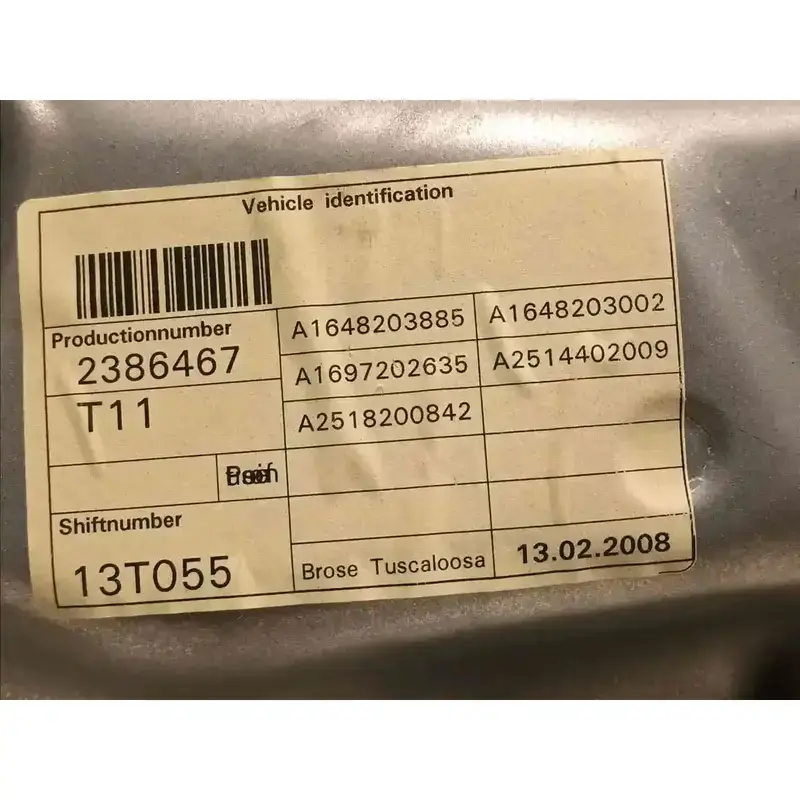 Vehicle identification
Productionnumber
2386467
T11
Shiftnumber
13T055
A1648203885 A1648203002
A1697202635 A2514402009
A2518200842
Brose Tuscaloosa 13.02.2008